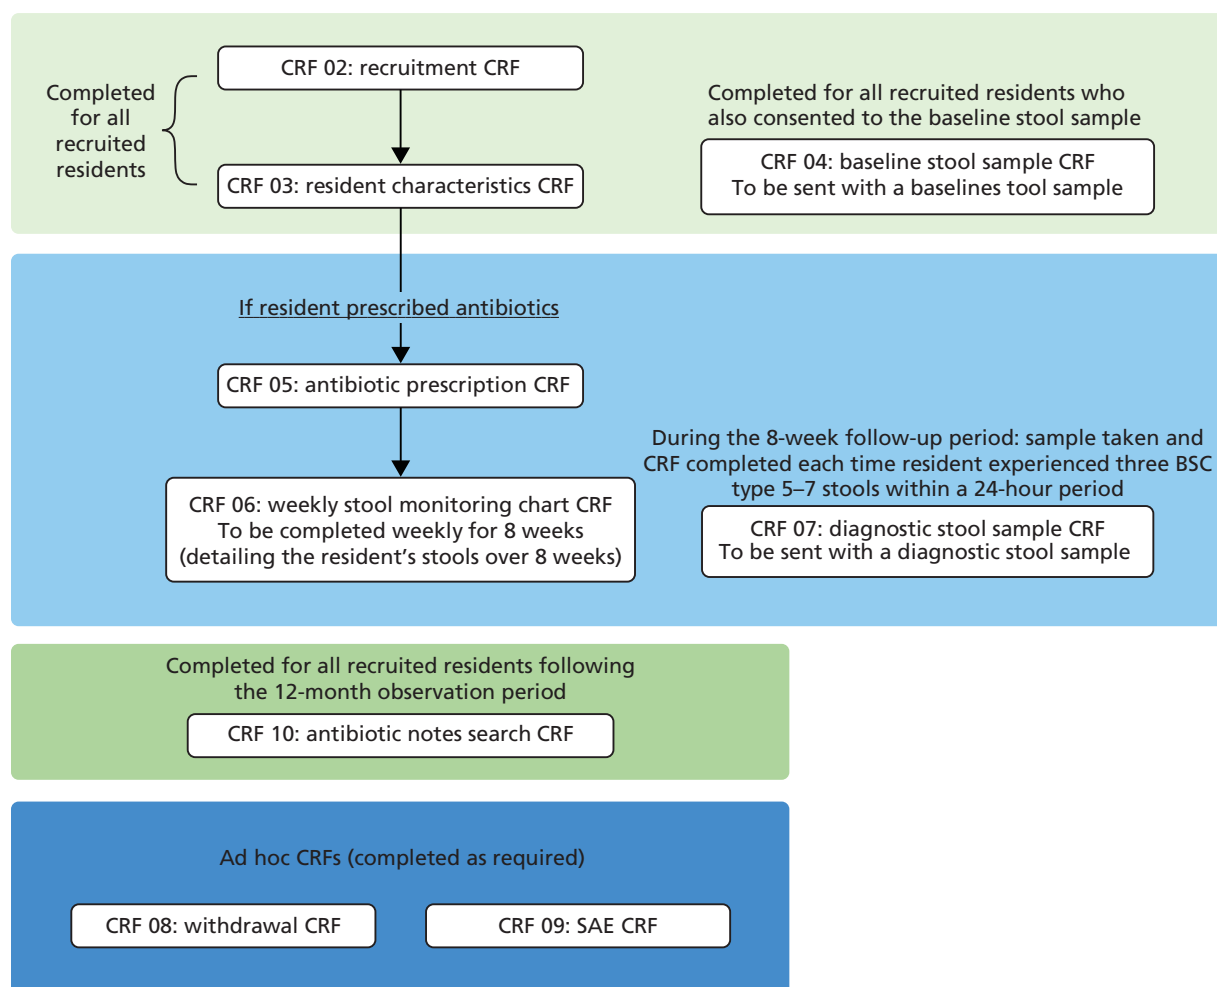 CRF 02: recruitment CRF
Completed
for all
recruited
residents
CRF 03: resident characteristics CRF
Completed for all recruited residents who
also consented to the baseline stool sample
CRF 04: baseline stool sample CRF
To be sent with a baselines tool sample
If resident prescribed antibiotics
CRF 05: antibiotic prescription CRF
CRF 06: weekly stool monitoring chart CRF
To be completed weekly for 8 weeks
(detailing the resident's stools over 8 weeks)
During the 8-week follow-up period: sample taken and
CRF completed each time resident experienced three BSC
type 5–7 stools within a 24-hour period
CRF 07: diagnostic stool sample CRF
To be sent with a diagnostic stool sample
Completed for all recruited residents following
the 12-month observation period
CRF 10: antibiotic notes search CRF
Ad hoc CRFs (completed as required)
CRF 08: withdrawal CRF
CRF 09: SAE CRF